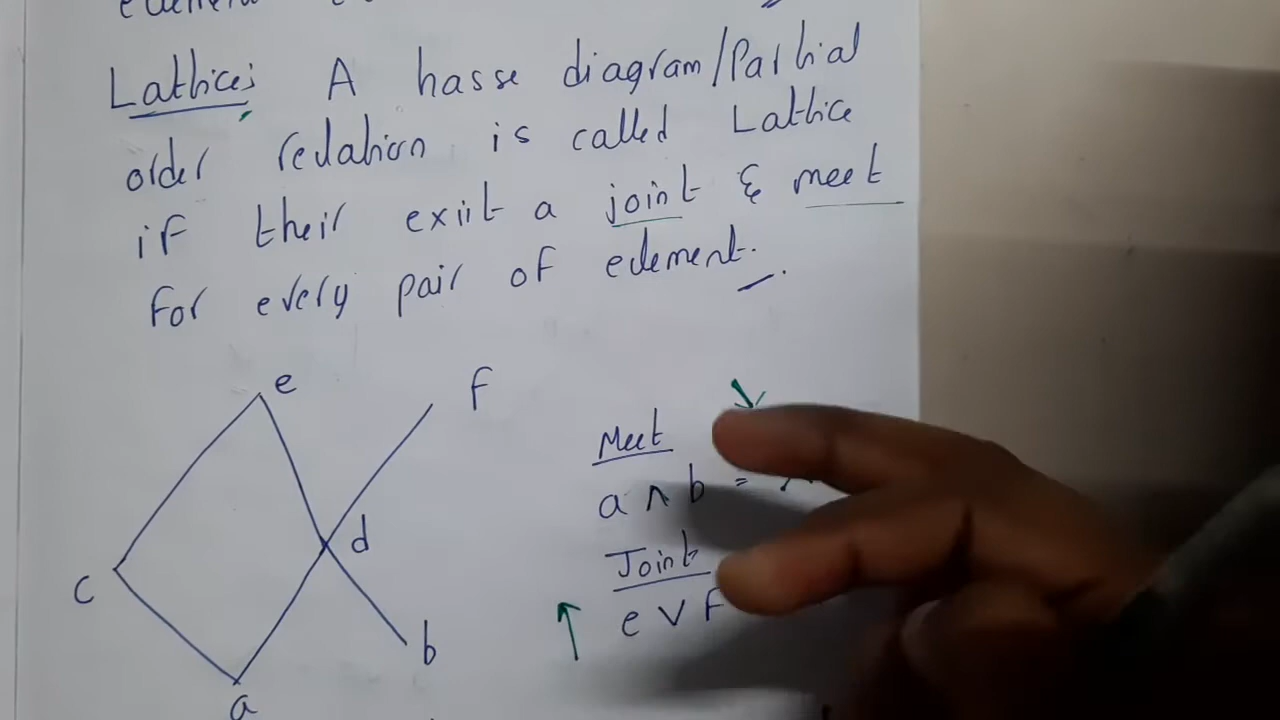 Lattice:
A hasse diagram/Partial
order relation is called Lattice
if their exiit a joint & meet
for every pair of element.
e
f
Meet
a ∧ b =
d
Joint
c
e ∨ F
b
a